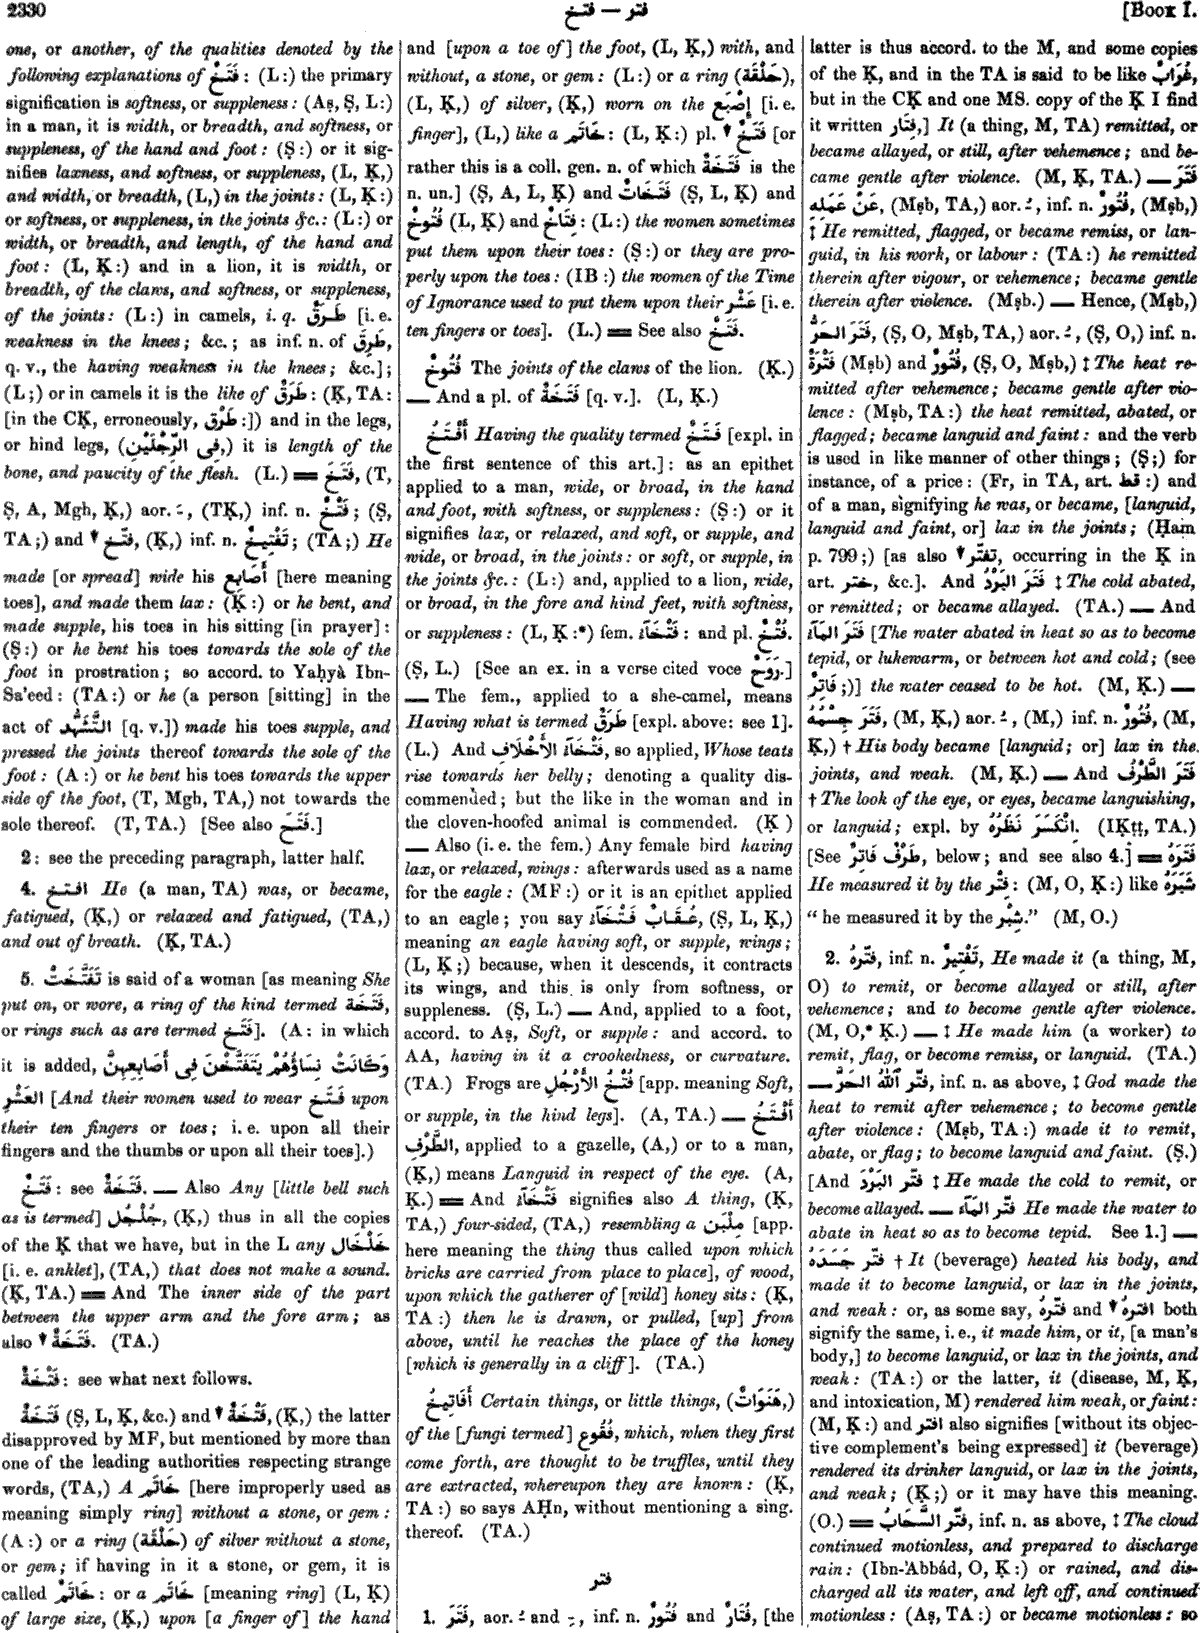 2330
فتخ — فتر
[Book I.
one, or another, of the qualities denoted by the
following explanations of فَتَخٌ: (L:) the primary
signification is softness, or suppleness: (Aṣ, Ṣ, L:)
in a man, it is width, or breadth, and softness, or
suppleness, of the hand and foot: (Ṣ:) or it sig-
nifies laxness, and softness, or suppleness, (L, Ḳ,)
and width, or breadth, (L,) in the joints: (L, Ḳ:)
or softness, or suppleness, in the joints &c.: (L:) or
width, or breadth, and length, of the hand and
foot: (L, Ḳ:) and in a lion, it is width, or
breadth, of the claws, and softness, or suppleness,
of the joints: (L:) in camels, i. q. طَرَقٌ [i. e.
weakness in the knees; &c.; as inf. n. of طَرِقَ,
q. v., the having weakness in the knees; &c.];
(L;) or in camels it is the like of طَرَقٌ: (Ḳ, TA:
[in the CḲ, erroneously, طَرْق:]) and in the legs,
or hind legs, (فِى الرِّجْلَيْنِ,) it is length of the
bone, and paucity of the flesh. (L.) ═ فَتَخَ, (T,
Ṣ, A, Mgh, Ḳ,) aor. ـَ, (TḲ,) inf. n. فَتْخٌ; (Ṣ,
TA;) and ▼ فتّخ, (Ḳ,) inf. n. تَفْتِيخٌ; (TA;) He
made [or spread] wide his أَصَابِع [here meaning
toes], and made them lax: (Ḳ:) or he bent, and
made supple, his toes in his sitting [in prayer]:
(Ṣ:) or he bent his toes towards the sole of the
foot in prostration; so accord. to Yaḥyà Ibn-
Sa'eed: (TA:) or he (a person [sitting] in the
act of التَّشَهُّد [q. v.]) made his toes supple, and
pressed the joints thereof towards the sole of the
foot: (A:) or he bent his toes towards the upper
side of the foot, (T, Mgh, TA,) not towards the
sole thereof. (T, TA.) [See also فَتَّخَ.]
2: see the preceding paragraph, latter half.
4. افتخ He (a man, TA) was, or became,
fatigued, (Ḳ,) or relaxed and fatigued, (TA,)
and out of breath. (Ḳ, TA.)
5. تَفَتَّخَتْ is said of a woman [as meaning She
put on, or wore, a ring of the kind termed فَتَخَة,
or rings such as are termed فَتَخ]. (A: in which
it is added, وَكَانَتْ نِسَاؤُهُمْ يَتَفَتَّخْنَ فِى أَصَابِعِهِنَّ
العَشْرِ [And their women used to wear فَتَخ upon
their ten fingers or toes; i. e. upon all their
fingers and the thumbs or upon all their toes].)
فَتَخٌ: see فَتَخَةٌ. — Also Any [little bell such
as is termed] جُلْجُل, (Ḳ,) thus in all the copies
of the Ḳ that we have, but in the L any خَلْخَال
[i. e. anklet], (TA,) that does not make a sound.
(Ḳ, TA.) ═ And The inner side of the part
between the upper arm and the fore arm; as
also ▼ فَتَخَةٌ. (TA.)
فَتْخَةٌ: see what next follows.
فَتَخَةٌ (Ṣ, L, Ḳ, &c.) and ▼ فَتْخَةٌ, (Ḳ,) the latter
disapproved by MF, but mentioned by more than
one of the leading authorities respecting strange
words, (TA,) A خَاتَم [here improperly used as
meaning simply ring] without a stone, or gem:
(A:) or a ring (حَلْقَة) of silver without a stone,
or gem; if having in it a stone, or gem, it is
called خَاتَمٌ: or a خَاتَم [meaning ring] (L, Ḳ)
of large size, (Ḳ,) upon [a finger of] the hand
and [upon a toe of] the foot, (L, Ḳ,) with, and
without, a stone, or gem: (L:) or a ring (حَلْقَة),
(L, Ḳ,) of silver, (Ḳ,) worn on the إِصْبَع [i. e.
finger], (L,) like a خَاتَم: (L, Ḳ:) pl. ▼ فَتَخٌ [or
rather this is a coll. gen. n. of which فَتَخَةٌ is the
n. un.] (Ṣ, A, L, Ḳ) and فَتَخَاتٌ (Ṣ, L, Ḳ) and
فُتُوخٌ (L, Ḳ) and فِتَاخٌ: (L:) the women sometimes
put them upon their toes: (Ṣ:) or they are pro-
perly upon the toes: (IB:) the women of the Time
of Ignorance used to put them upon their عَشْر [i. e.
ten fingers or toes]. (L.) ═ See also فَتَخٌ.
فُتُوخٌ The joints of the claws of the lion. (Ḳ.)
— And a pl. of فَتَخَةٌ [q. v.]. (L, Ḳ.)
أَفْتَخُ Having the quality termed فَتَخٌ [expl. in
the first sentence of this art.]: as an epithet
applied to a man, wide, or broad, in the hand
and foot, with softness, or suppleness: (Ṣ:) or it
signifies lax, or relaxed, and soft, or supple, and
wide, or broad, in the joints: or soft, or supple, in
the joints &c.: (L:) and, applied to a lion, wide,
or broad, in the fore and hind feet, with softness,
or suppleness: (L, Ḳ:*) fem. فَتْخَآءُ: and pl. فُتْخٌ.
(Ṣ, L.) [See an ex. in a verse cited voce رَوَحٌ.]
— The fem., applied to a she-camel, means
Having what is termed طَرَقٌ [expl. above: see 1].
(L.) And فَتْخَآءُ الأَخْلَافِ, so applied, Whose teats
rise towards her belly; denoting a quality dis-
commended; but the like in the woman and in
the cloven-hoofed animal is commended. (Ḳ)
— Also (i. e. the fem.) Any female bird having
lax, or relaxed, wings: afterwards used as a name
for the eagle: (MF:) or it is an epithet applied
to an eagle; you say عُقَابٌ فَتْخَآءُ, (Ṣ, L, Ḳ,)
meaning an eagle having soft, or supple, wings;
(L, Ḳ;) because, when it descends, it contracts
its wings, and this is only from softness, or
suppleness. (Ṣ, L.) — And, applied to a foot,
accord. to Aṣ, Soft, or supple: and accord. to
AA, having in it a crookedness, or curvature.
(TA.) Frogs are فُتْخُ الأَرْجُلِ [app. meaning Soft,
or supple, in the hind legs]. (A, TA.) — أَفْتَخُ
الطَّرْفِ, applied to a gazelle, (A,) or to a man,
(Ḳ,) means Languid in respect of the eye. (A,
Ḳ.) ═ And فَتْخَآءُ signifies also A thing, (Ḳ,
TA,) four-sided, (TA,) resembling a مِلْبَن [app.
here meaning the thing thus called upon which
bricks are carried from place to place], of wood,
upon which the gatherer of [wild] honey sits: (Ḳ,
TA:) then he is drawn, or pulled, [up] from
above, until he reaches the place of the honey
[which is generally in a cliff]. (TA.)
أَفَاتِيخُ Certain things, or little things, (هَنَوَاتٌ,)
of the [fungi termed] فُقُوع, which, when they first
come forth, are thought to be truffles, until they
are extracted, whereupon they are known: (Ḳ,
TA:) so says AḤn, without mentioning a sing.
thereof. (TA.)
فتر
1. فَتَرَ, aor. ـُ and ـِ, inf. n. فُتُورٌ and فُتَارٌ, [the
latter is thus accord. to the M, and some copies
of the Ḳ, and in the TA is said to be like غُرَابٌ,
but in the CḲ and one MS. copy of the Ḳ I find
it written فَتَار,] It (a thing, M, TA) remitted, or
became allayed, or still, after vehemence; and be-
came gentle after violence. (M, Ḳ, TA.) — فَتَرَ
عَنْ عَمَلِهِ, (Mṣb, TA,) aor. ـُ, inf. n. فُتُورٌ, (Mṣb,)
‡ He remitted, flagged, or became remiss, or lan-
guid, in his work, or labour: (TA:) he remitted
therein after vigour, or vehemence; became gentle
therein after violence. (Mṣb.) — Hence, (Mṣb,)
فَتَرَ الحَرُّ, (Ṣ, O, Mṣb, TA,) aor. ـُ, (Ṣ, O,) inf. n.
فَتْرَةٌ (Mṣb) and فُتُورٌ, (Ṣ, O, Mṣb,) ‡ The heat re-
mitted after vehemence; became gentle after vio-
lence: (Mṣb, TA:) the heat remitted, abated, or
flagged; became languid and faint: and the verb
is used in like manner of other things; (Ṣ;) for
instance, of a price: (Fr, in TA, art. قط:) and
of a man, signifying he was, or became, [languid,
languid and faint, or] lax in the joints; (Ḥam
p. 799;) [as also ▼ تفتّر, occurring in the Ḳ in
art. ختر, &c.]. And فَتَرَ البَرْدُ ‡ The cold abated,
or remitted; or became allayed. (TA.) — And
فَتَرَ المَآءُ [The water abated in heat so as to become
tepid, or lukewarm, or between hot and cold; (see
فَاتِرٌ;)] the water ceased to be hot. (M, Ḳ.) —
فَتَرَ جِسْمُهُ, (M, Ḳ,) aor. ـُ, (M,) inf. n. فُتُورٌ, (M,
Ḳ,) † His body became [languid; or] lax in the
joints, and weak. (M, Ḳ.) — And فَتَرَ الطَّرْفُ
† The look of the eye, or eyes, became languishing,
or languid; expl. by اِنْكَسَرَ نَظَرُهُ. (IḲṭṭ, TA.)
[See طَرْفٌ فَاتِرٌ, below; and see also 4.] ═ فَتَرَهُ
He measured it by the فِتْر: (M, O, Ḳ:) like شَبَرَهُ
“he measured it by the شِبْر.” (M, O.)
2. فتّرهُ, inf. n. تَفْتِيرٌ, He made it (a thing, M,
O) to remit, or become allayed or still, after
vehemence; and to become gentle after violence.
(M, O,* Ḳ.) — ‡ He made him (a worker) to
remit, flag, or become remiss, or languid. (TA.)
— فتّر ٱللّٰهُ الحَرَّ, inf. n. as above, ‡ God made the
heat to remit after vehemence; to become gentle
after violence: (Mṣb, TA:) made it to remit,
abate, or flag; to become languid and faint. (Ṣ.)
[And فتّر البَرْدَ ‡ He made the cold to remit, or
become allayed. — فتّر المَآءَ He made the water to
abate in heat so as to become tepid. See 1.] —
فتّر جَسَدَهُ † It (beverage) heated his body, and
made it to become languid, or lax in the joints,
and weak: or, as some say, فتّرهُ and ▼ افترهُ both
signify the same, i. e., it made him, or it, [a man's
body,] to become languid, or lax in the joints, and
weak: (TA:) or the latter, it (disease, M, Ḳ,
and intoxication, M) rendered him weak, or faint:
(M, Ḳ:) and افتر also signifies [without its objec-
tive complement's being expressed] it (beverage)
rendered its drinker languid, or lax in the joints,
and weak; (Ḳ;) or it may have this meaning.
(O.) ═ فتّر السَّحَابُ, inf. n. as above, ‡ The cloud
continued motionless, and prepared to discharge
rain: (Ibn-'Abbád, O, Ḳ:) or rained, and dis-
charged all its water, and left off, and continued
motionless: (Aṣ, TA:) or became motionless: so